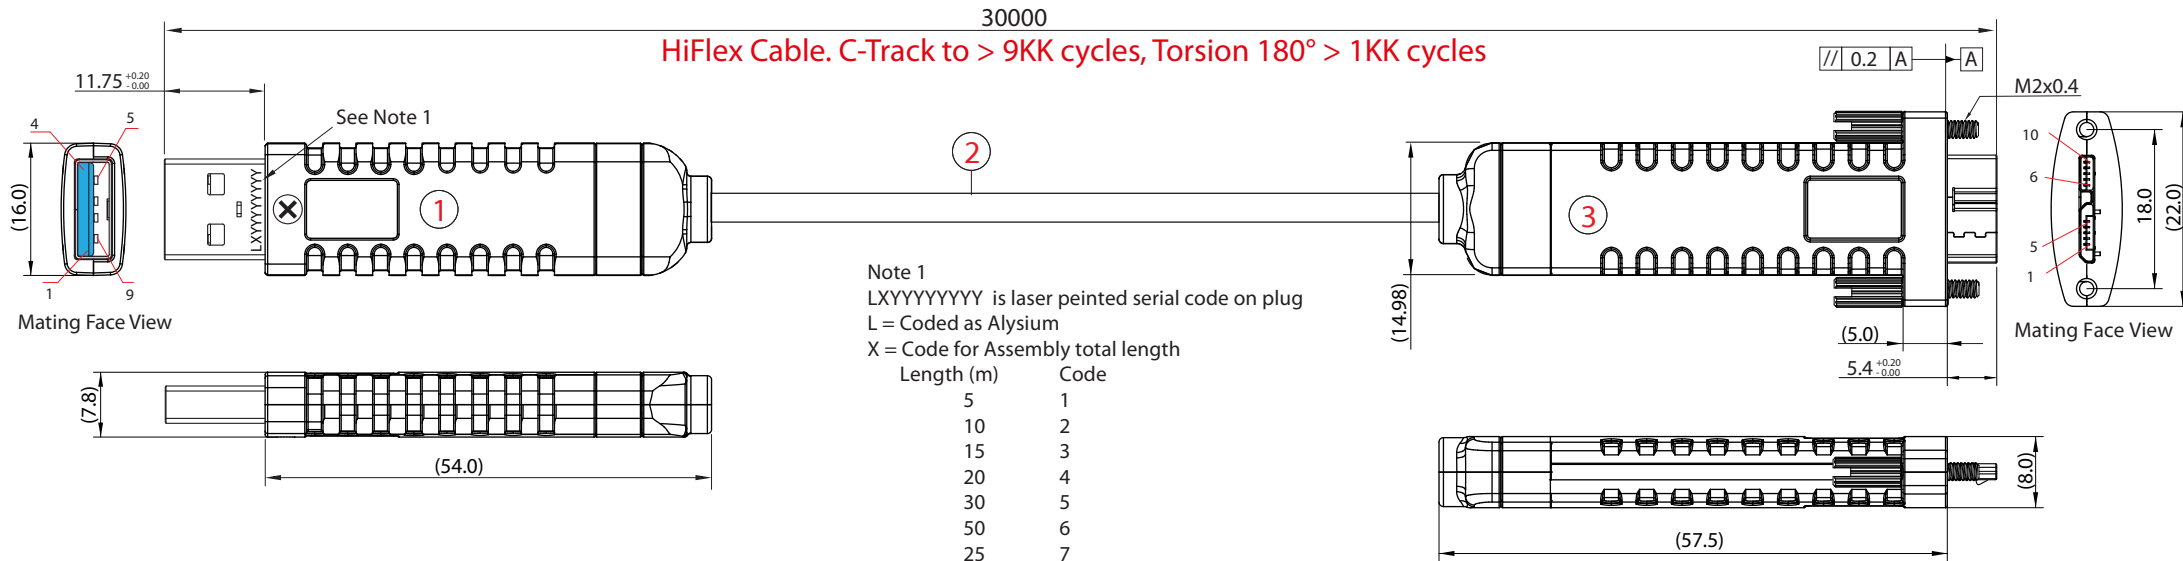 30000
HiFlex Cable. C-Track to > 9KK cycles, Torsion 180° > 1KK cycles
11.75 +0.20 -0.00
// 0.2 A
A
M2x0.4
See Note 1
4
5
(16.0)
1
9
Mating Face View
LXYYYYYYYY
1
2
3
(14.98)
10
6
5
1
18.0
(22.0)
Mating Face View
(5.0)
5.4 +0.20 -0.00
Note 1
LXYYYYYYYY is laser peinted serial code on plug
L = Coded as Alysium
X = Code for Assembly total length
Length (m) Code
5 1
10 2
15 3
20 4
30 5
50 6
25 7
(7.8)
(54.0)
(8.0)
(57.5)